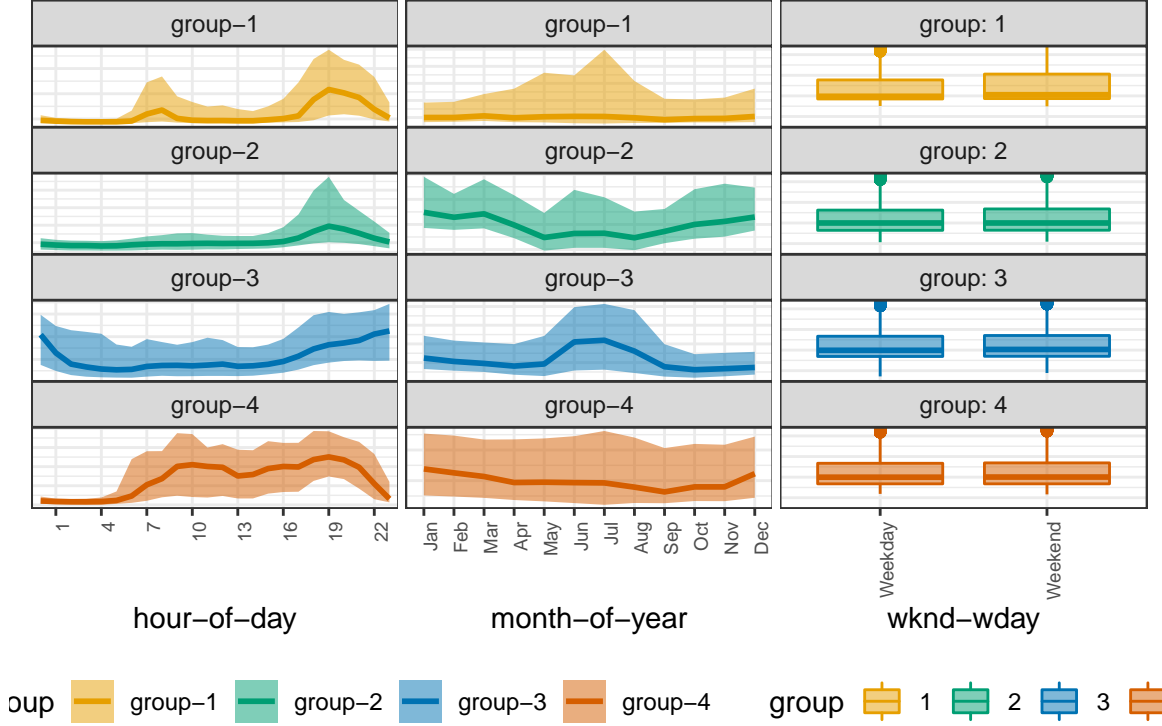 group−1 group−1 group: 1
group−2 group−2 group: 2
group−3 group−3 group: 3
group−4 group−4 group: 4
1 4 7 10 13 16 19 22 Jan Feb Mar Apr May Jun Jul Aug Sep Oct Nov Dec Weekday Weekend
hour−of−day month−of−year wknd−wday
oup group−1 group−2 group−3 group−4 group 1 2 3